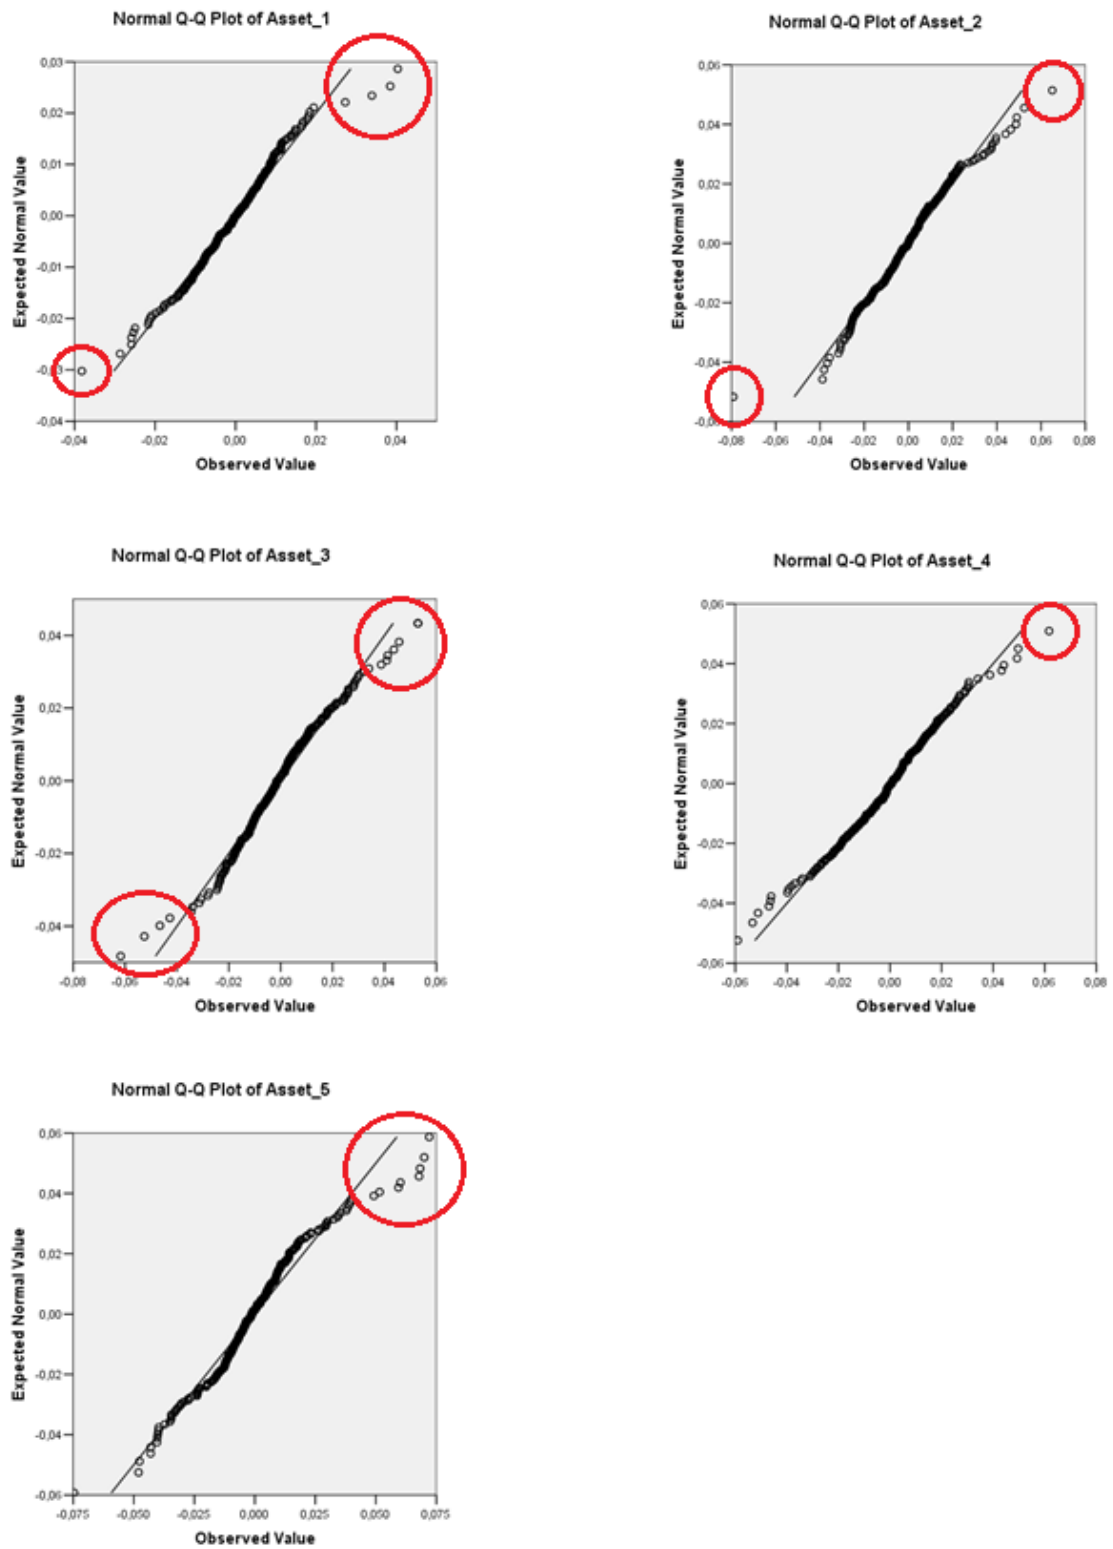 Normal Q-Q Plot of Asset_1
Expected Normal Value
0,03
0,02
0,01
0,00
-0,01
-0,02
-0,03
-0,04
-0,04 -0,02 0,00 0,02 0,04
Observed Value
Normal Q-Q Plot of Asset_2
Expected Normal Value
0,06
0,04
0,02
0,00
-0,02
-0,04
-0,08 -0,06 -0,04 -0,02 0,00 0,02 0,04 0,06 0,08
Observed Value
Normal Q-Q Plot of Asset_3
Expected Normal Value
0,04
0,02
0,00
-0,02
-0,04
-0,08 -0,06 -0,04 -0,02 0,00 0,02 0,04 0,06
Observed Value
Normal Q-Q Plot of Asset_4
Expected Normal Value
0,06
0,04
0,02
0,00
-0,02
-0,04
-0,06
-0,06 -0,04 -0,02 0,00 0,02 0,04 0,06 0,08
Observed Value
Normal Q-Q Plot of Asset_5
Expected Normal Value
0,06
0,04
0,02
0,00
-0,02
-0,04
-0,06
-0,075 -0,050 -0,025 0,000 0,025 0,050 0,075
Observed Value